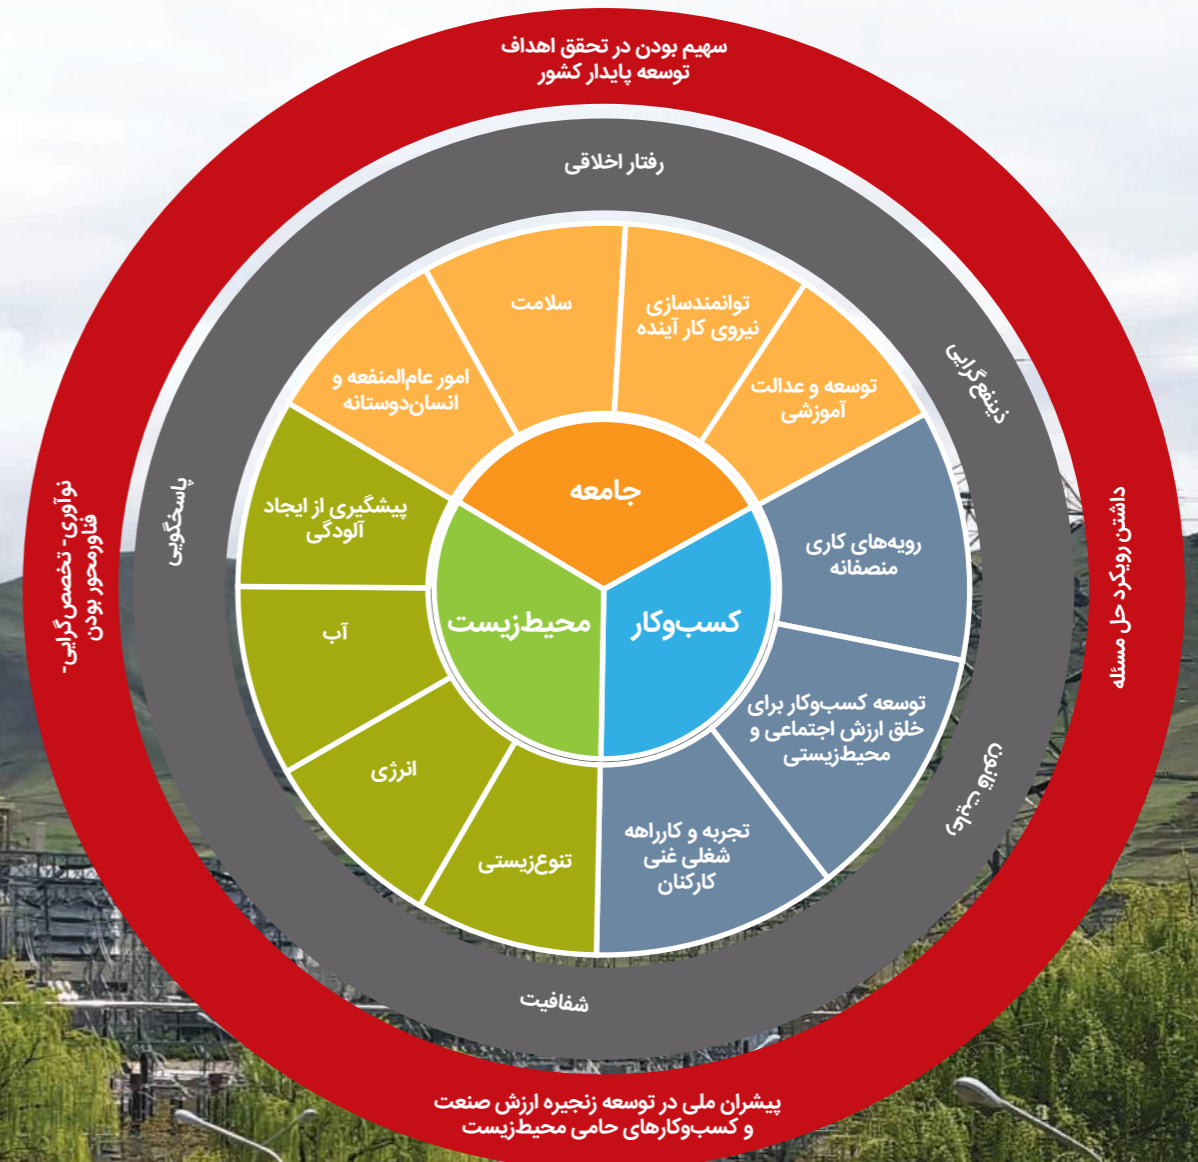 سهیم بودن در تحقق اهداف
توسعه پایدار کشور
رفتار اخلاقی
ذینفع‌گرایی
رعایت قانون
شفافیت
پاسخگویی
داشتن رویکرد حل مسئله
پیشران ملی در توسعه زنجیره ارزش صنعت
و کسب‌وکارهای حامی محیط‌زیست
نوآوری- تخصص‌گرایی-
فناورمحور بودن
جامعه
توسعه و عدالت
آموزشی
توانمندسازی
نیروی کار آینده
سلامت
امور عام‌المنفعه و
انسان‌دوستانه
کسب‌وکار
رویه‌های کاری
منصفانه
توسعه کسب‌وکار برای
خلق ارزش اجتماعی و
محیط‌زیستی
تجربه و کارراهه
شغلی غنی
کارکنان
محیط‌زیست
پیشگیری از ایجاد
آلودگی
آب
انرژی
تنوع‌زیستی